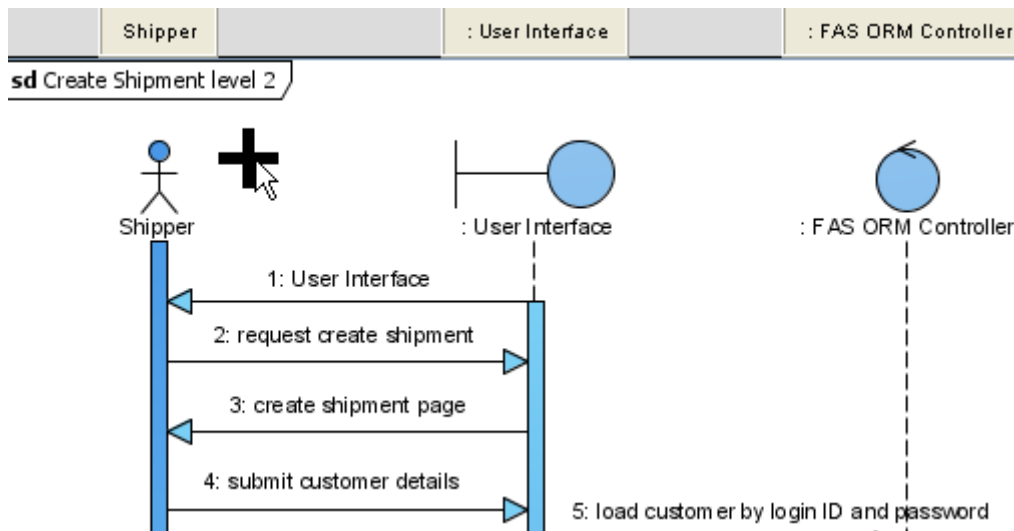 Shipper : User Interface : FAS ORM Controller
sd Create Shipment level 2
Shipper : User Interface : FAS ORM Controller
1: User Interface
2: request create shipment
3: create shipment page
4: submit customer details
5: load customer by login ID and password